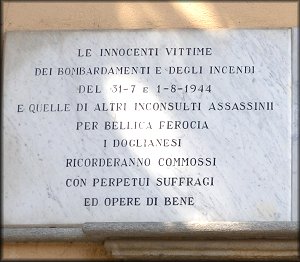 LE INNOCENTI VITTIME
DEI BOMBARDAMENTI E DEGLI INCENDI
DEL 31-7 E 1-8-1944
E QUELLE DI ALTRI INCONSULTI ASSASSINII
PER BELLICA FEROCIA
I DOGLIANESI
RICORDERANNO COMMOSSI
CON PERPETUI SUFFRAGI
ED OPERE DI BENE